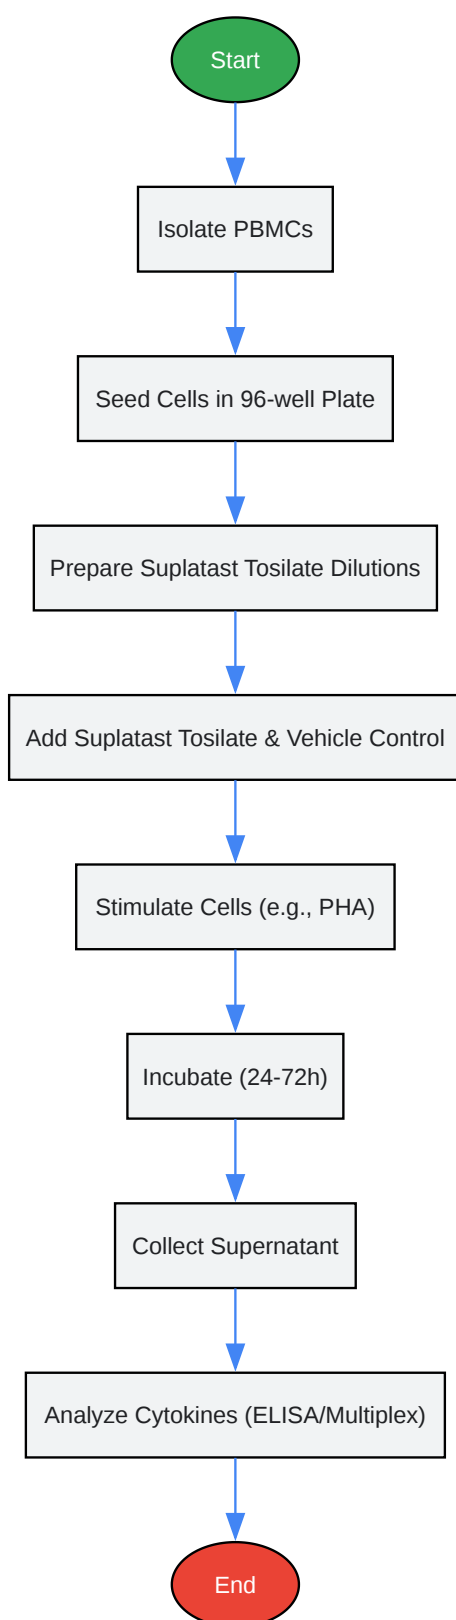 Start
Isolate PBMCs
Seed Cells in 96-well Plate
Prepare Suplatast Tosilate Dilutions
Add Suplatast Tosilate & Vehicle Control
Stimulate Cells (e.g., PHA)
Incubate (24-72h)
Collect Supernatant
Analyze Cytokines (ELISA/Multiplex)
End